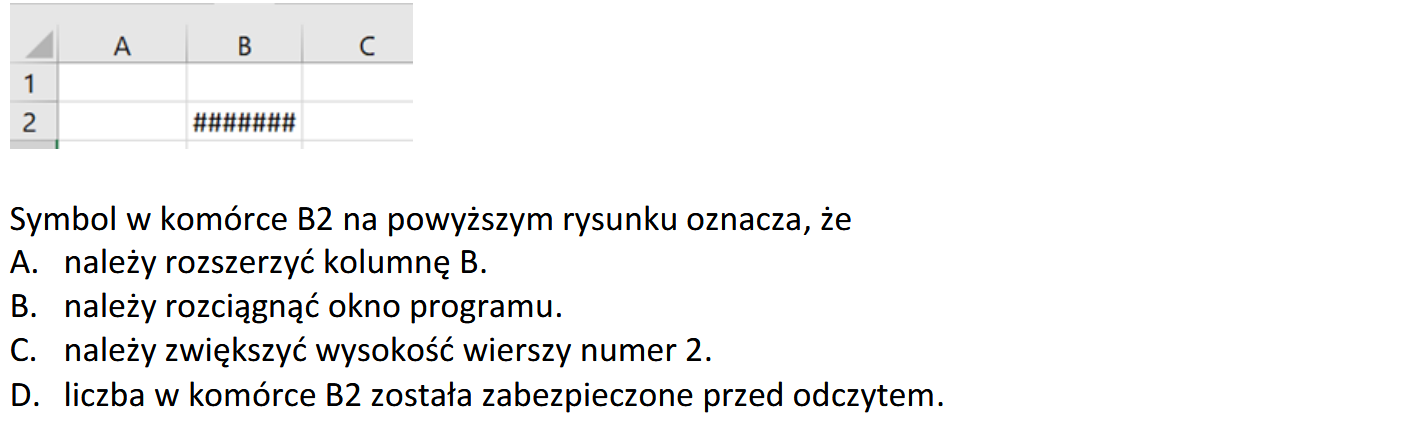 A B C
1
2 #######
Symbol w komórce B2 na powyższym rysunku oznacza, że
A. należy rozszerzyć kolumnę B.
B. należy rozciągnąć okno programu.
C. należy zwiększyć wysokość wierszy numer 2.
D. liczba w komórce B2 została zabezpieczone przed odczytem.